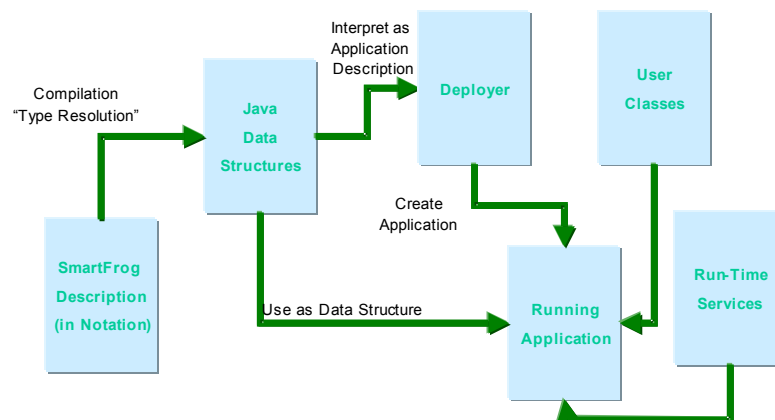 Interpret as
Application
Description
Compilation
“Type Resolution”
Java
Data
Structures
Deployer
User
Classes
Create
Application
SmartFrog
Description
(in Notation)
Use as Data Structure
Running
Application
Run-Time
Services